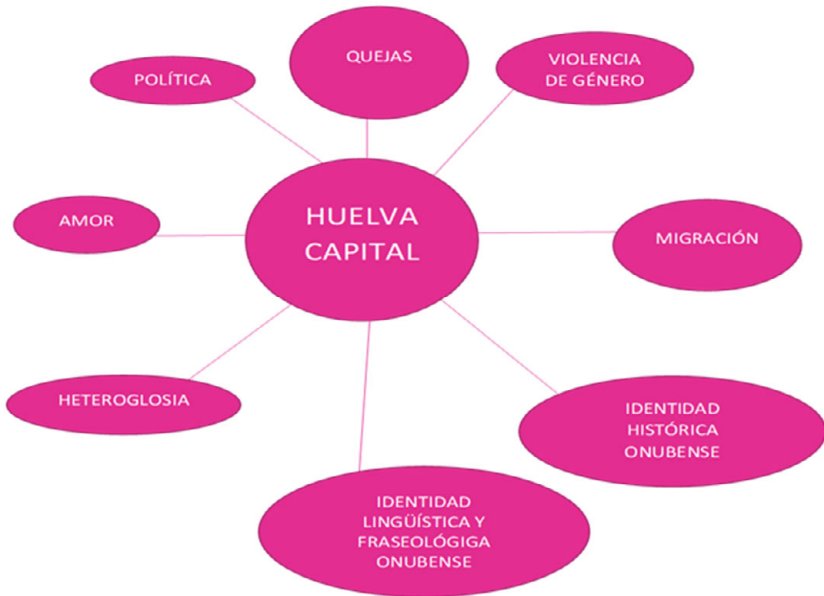 QUEJAS
VIOLENCIA
DE GÉNERO
POLÍTICA
HUELVA
CAPITAL
AMOR
MIGRACIÓN
HETEROGLOSIA
IDENTIDAD
HISTÓRICA
ONUBENSE
IDENTIDAD
LINGÜÍSTICA Y
FRASEOLÓGIGA
ONUBENSE